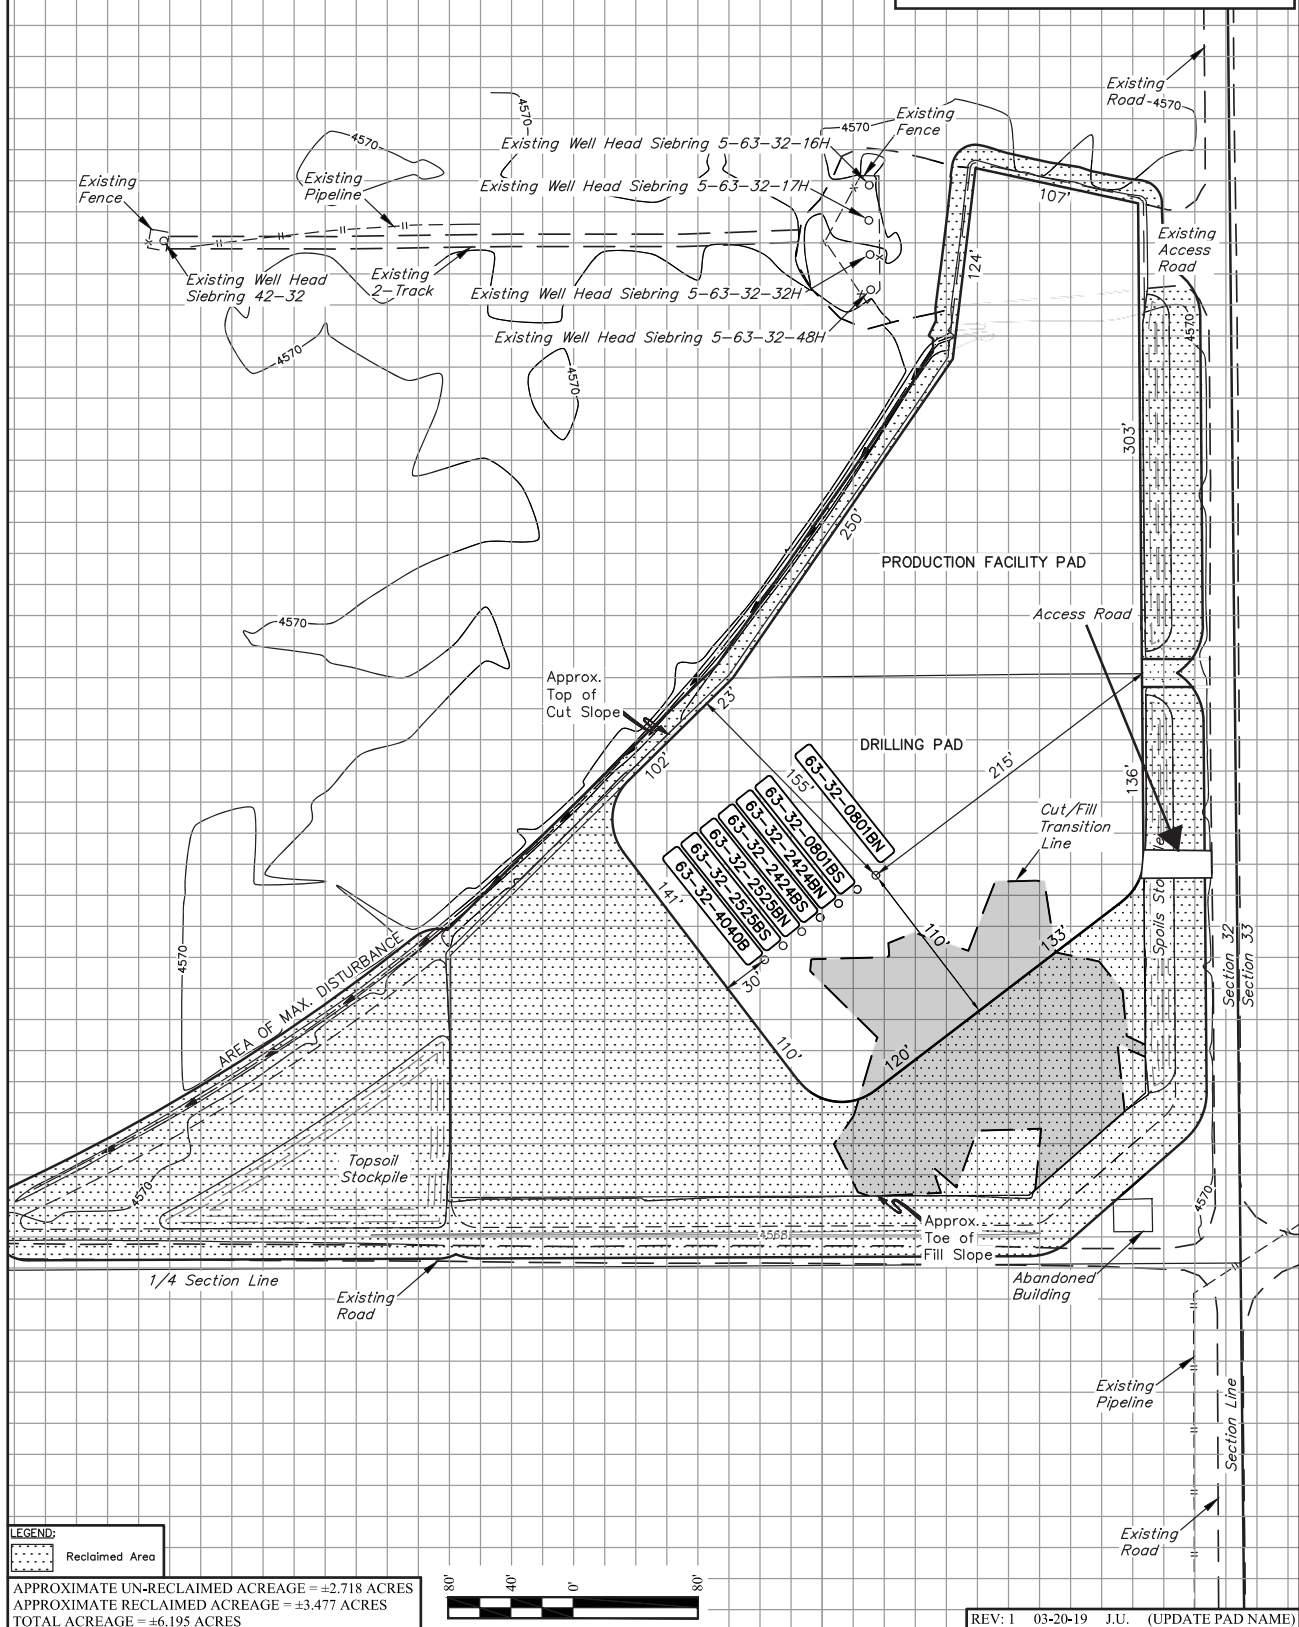 Existing
Road
4570
Existing
Fence
4570
4570
4570
Existing Well Head Siebring 5-63-32-16H
Existing
Fence
Existing
Pipeline
Existing Well Head Siebring 5-63-32-17H
107'
Existing
Access
Road
Existing Well Head
Siebring 42-32
Existing
2-Track
Existing Well Head Siebring 5-63-32-32H
124'
Existing Well Head Siebring 5-63-32-48H
4570
4570
4570
303'
250'
PRODUCTION FACILITY PAD
4570
Access Road
Approx.
Top of
Cut Slope
23'
102'
DRILLING PAD
155'
215'
136'
63-32-0801BN
63-32-0801BS
63-32-2424BN
63-32-2424BS
63-32-2525BN
63-32-2525BS
63-32-4040B
Cut/Fill
Transition
Line
141'
30'
110'
133'
110'
120'
Spoils
4570
AREA OF MAX. DISTURBANCE
Section 32
Section 33
Topsoil
Stockpile
4570
4570
4568
Approx.
Toe of
Fill Slope
1/4 Section Line
Existing
Road
Abandoned
Building
Existing
Pipeline
Section Line
Existing
Road
LEGEND:
Reclaimed Area
APPROXIMATE UN-RECLAIMED ACREAGE = ±2.718 ACRES
APPROXIMATE RECLAIMED ACREAGE = ±3.477 ACRES
TOTAL ACREAGE = ±6.195 ACRES
80' 40' 0' 80'
REV: 1 03-20-19 J.U. (UPDATE PAD NAME)